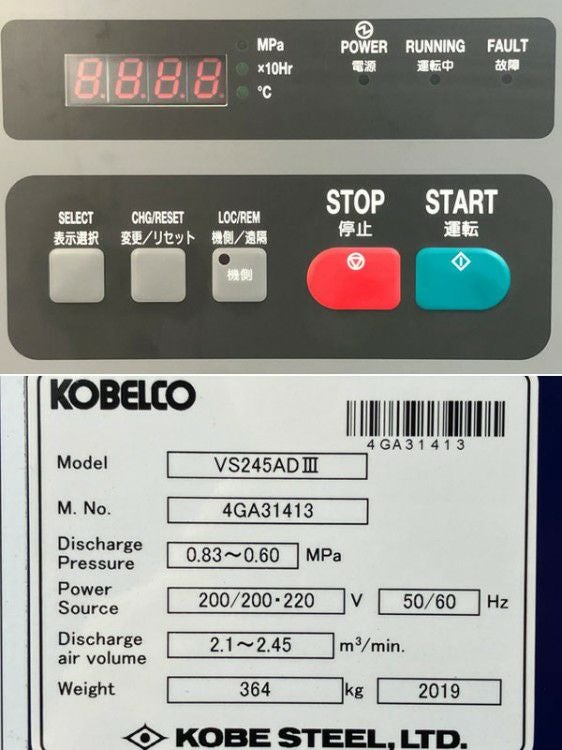 8.8.8.8.
MPa
×10Hr
℃
POWER
電源
RUNNING
運転中
FAULT
故障
SELECT
表示選択
CHG/RESET
変更/リセット
LOC/REM
機側/遠隔
機側
STOP
停止
START
運転
KOBELCO
4GA31413
Model VS245ADⅢ
M. No. 4GA31413
Discharge Pressure 0.83～0.60 MPa
Power Source 200/200・220 V 50/60 Hz
Discharge air volume 2.1～2.45 m³/min.
Weight 364 kg 2019
KOBE STEEL, LTD.